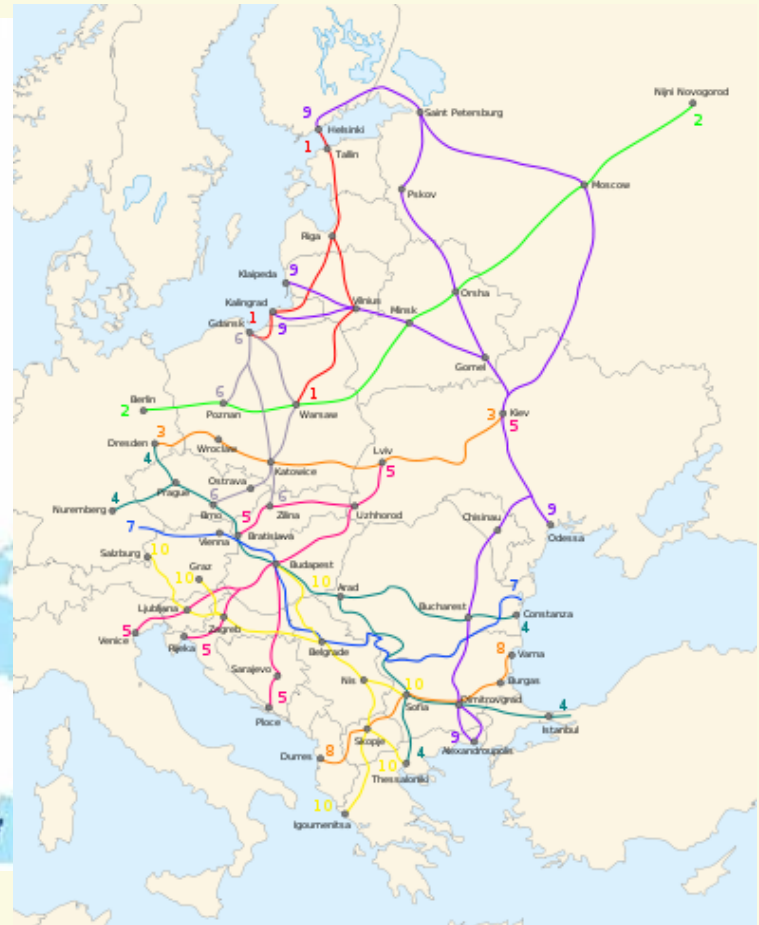 Nijni Novogorod
2
9
Saint Petersburg
Helsinki
1
Tallin
Moscow
Pskov
Riga
Klaipeda
9
Orsha
Kalingrad
Vilnius
Minsk
1
Gdansk
9
6
Gomel
Berlin
6
1
2
Poznan
Warsaw
3
Kiev
5
Dresden
3
Wroclaw
4
Lviv
Katowice
5
Ostrava
Prague
6
4
Nuremberg
Brno
5
Zilina
Uzhhorod
9
Chisinau
Odessa
7
Vienna
Bratislava
Salzburg
10
Budapest
Graz
10
10
Arad
7
Ljubljana
Bucharest
Constanza
4
5
Zagreb
Venice
Rijeka
5
Belgrade
8
Varna
Sarajevo
Nis
10
Burgas
5
Sofia
Dimitrovgrad
4
Ploce
Istanbul
Skopje
9
Durres
8
4
Alexandroupolis
10
Thessaloniki
10
Igoumenitsa